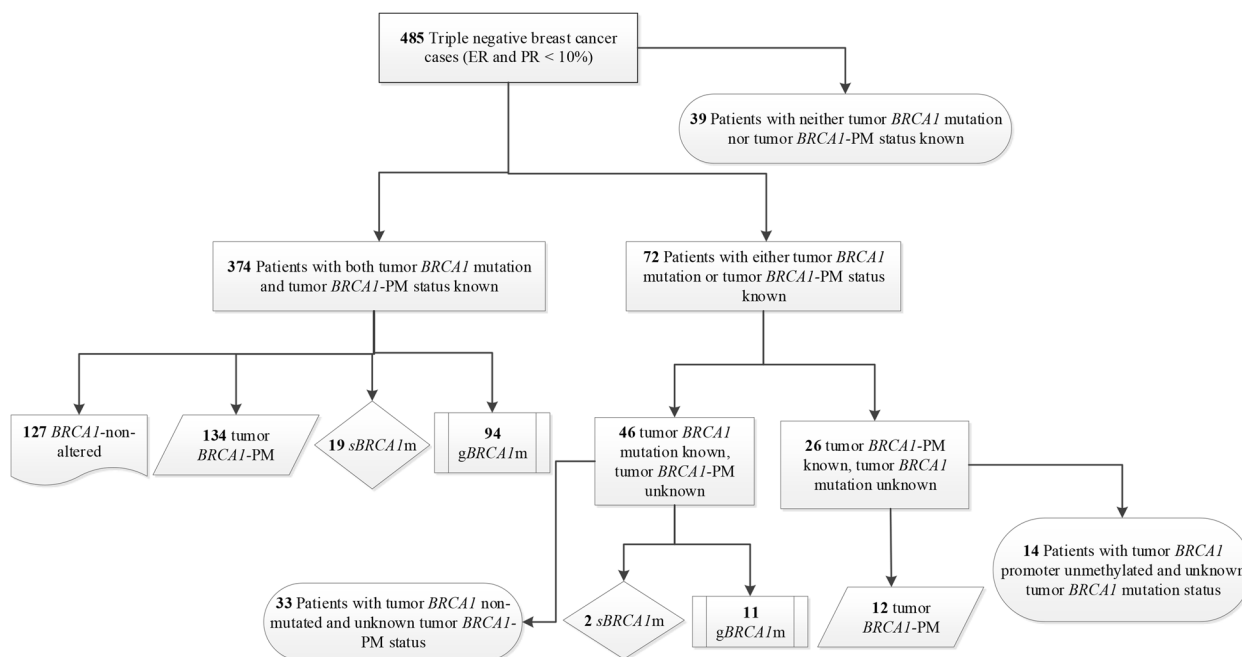 485 Triple negative breast cancer
cases (ER and PR < 10%)
39 Patients with neither tumor BRCA1 mutation
nor tumor BRCA1-PM status known
374 Patients with both tumor BRCA1 mutation
and tumor BRCA1-PM status known
72 Patients with either tumor BRCA1
mutation or tumor BRCA1-PM status
known
127 BRCA1-non-
altered
134 tumor
BRCA1-PM
19 sBRCA1m
94
gBRCA1m
46 tumor BRCA1
mutation known,
tumor BRCA1-PM
unknown
26 tumor BRCA1-PM
known, tumor BRCA1
mutation unknown
33 Patients with tumor BRCA1 non-
mutated and unknown tumor BRCA1-
PM status
2 sBRCA1m
11
gBRCA1m
12 tumor
BRCA1-PM
14 Patients with tumor BRCA1
promoter unmethylated and unknown
tumor BRCA1 mutation status